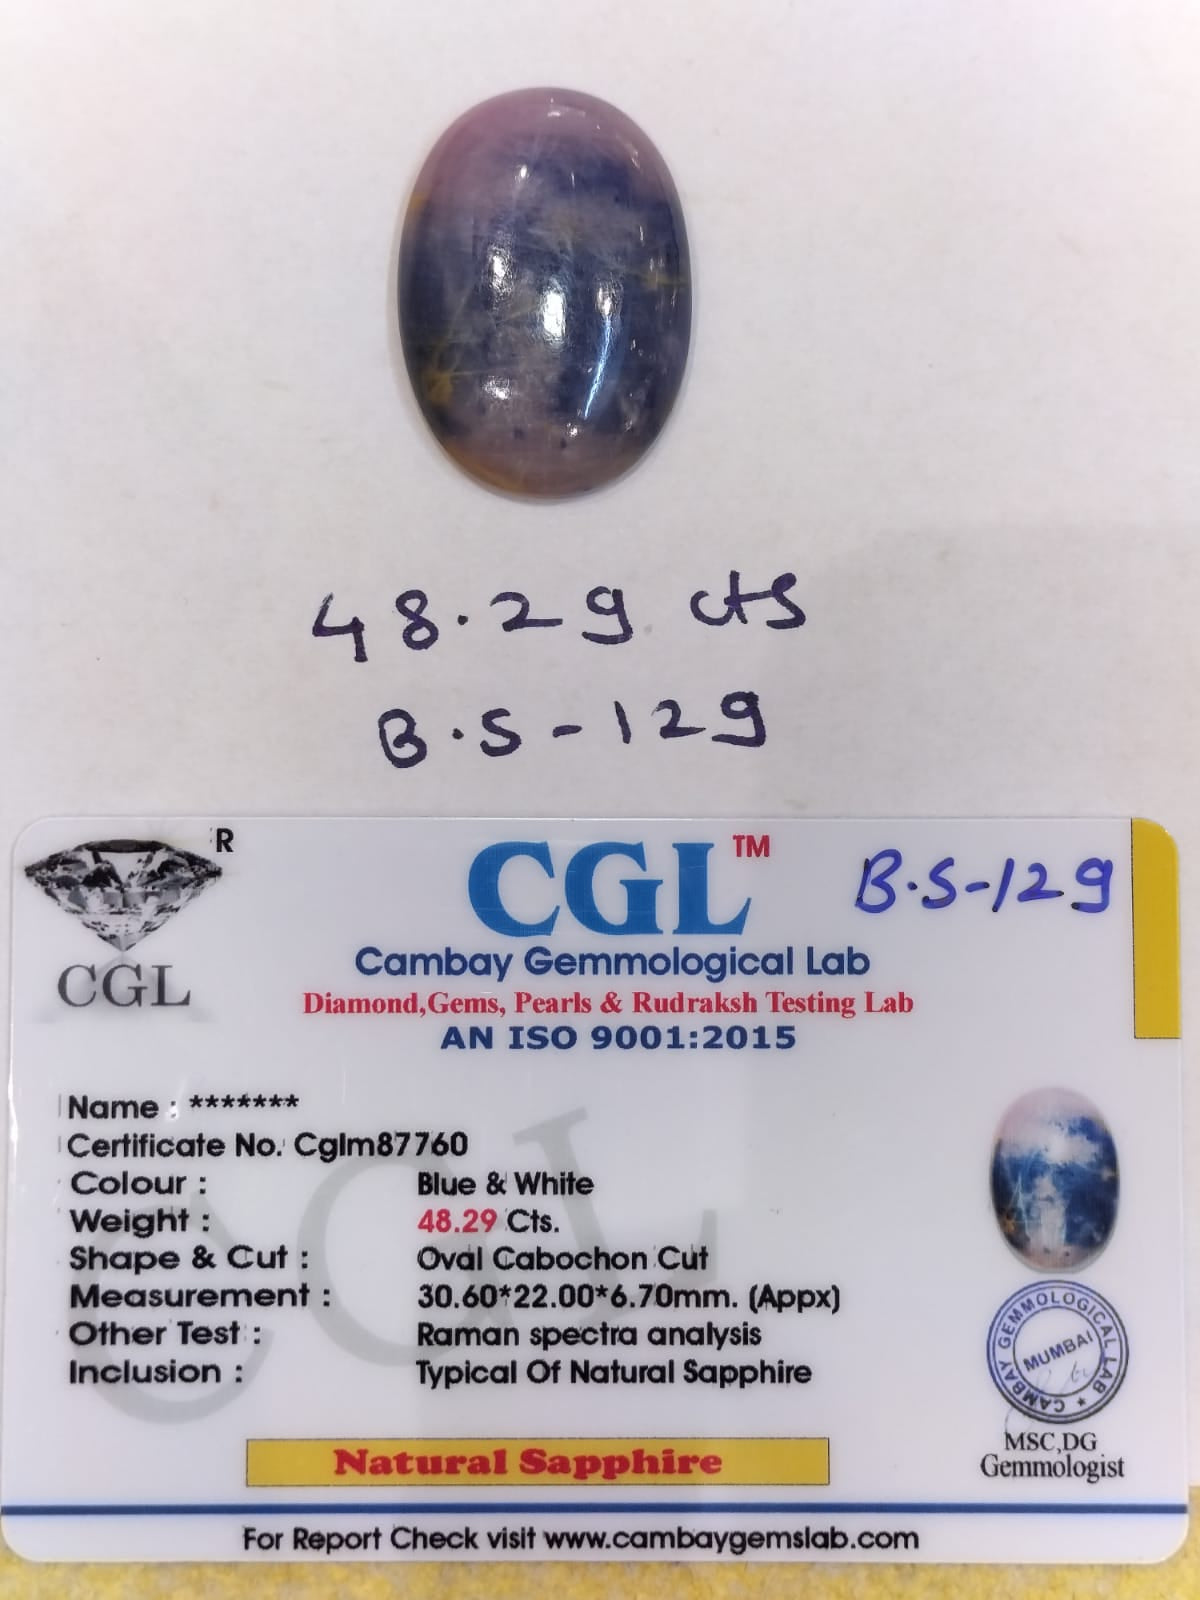 48.29 cts
B.S-129
R
CGL
CGL™
B.S-129
Cambay Gemmological Lab
Diamond,Gems, Pearls & Rudraksh Testing Lab
AN ISO 9001:2015
Name : *******
Certificate No. Cglm87760
Colour : Blue & White
Weight : 48.29 Cts.
Shape & Cut : Oval Cabochon Cut
Measurement : 30.60*22.00*6.70mm. (Appx)
Other Test : Raman spectra analysis
Inclusion : Typical Of Natural Sapphire
CAMBAY GEMMOLOGICAL LAB
MUMBAI
MSC,DG
Gemmologist
Natural Sapphire
For Report Check visit www.cambaygemslab.com